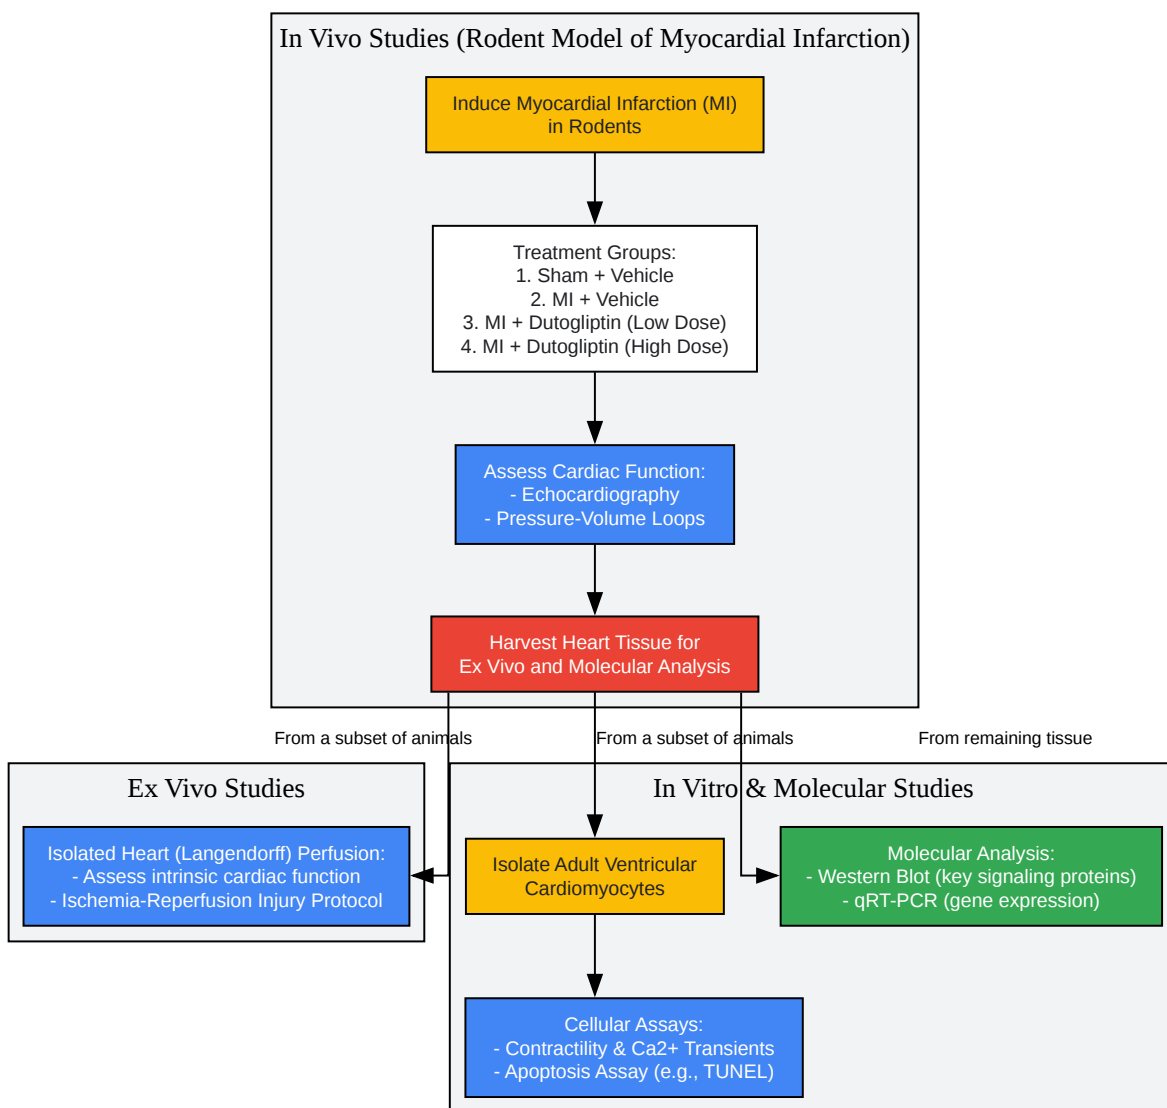 In Vivo Studies (Rodent Model of Myocardial Infarction)
Induce Myocardial Infarction (MI)
in Rodents
Treatment Groups:
1. Sham + Vehicle
2. MI + Vehicle
3. MI + Dutogliptin (Low Dose)
4. MI + Dutogliptin (High Dose)
Assess Cardiac Function:
- Echocardiography
- Pressure-Volume Loops
Harvest Heart Tissue for
Ex Vivo and Molecular Analysis
From a subset of animals
From a subset of animals
From remaining tissue
Ex Vivo Studies
Isolated Heart (Langendorff) Perfusion:
- Assess intrinsic cardiac function
- Ischemia-Reperfusion Injury Protocol
In Vitro & Molecular Studies
Isolate Adult Ventricular
Cardiomyocytes
Molecular Analysis:
- Western Blot (key signaling proteins)
- qRT-PCR (gene expression)
Cellular Assays:
- Contractility & Ca2+ Transients
- Apoptosis Assay (e.g., TUNEL)